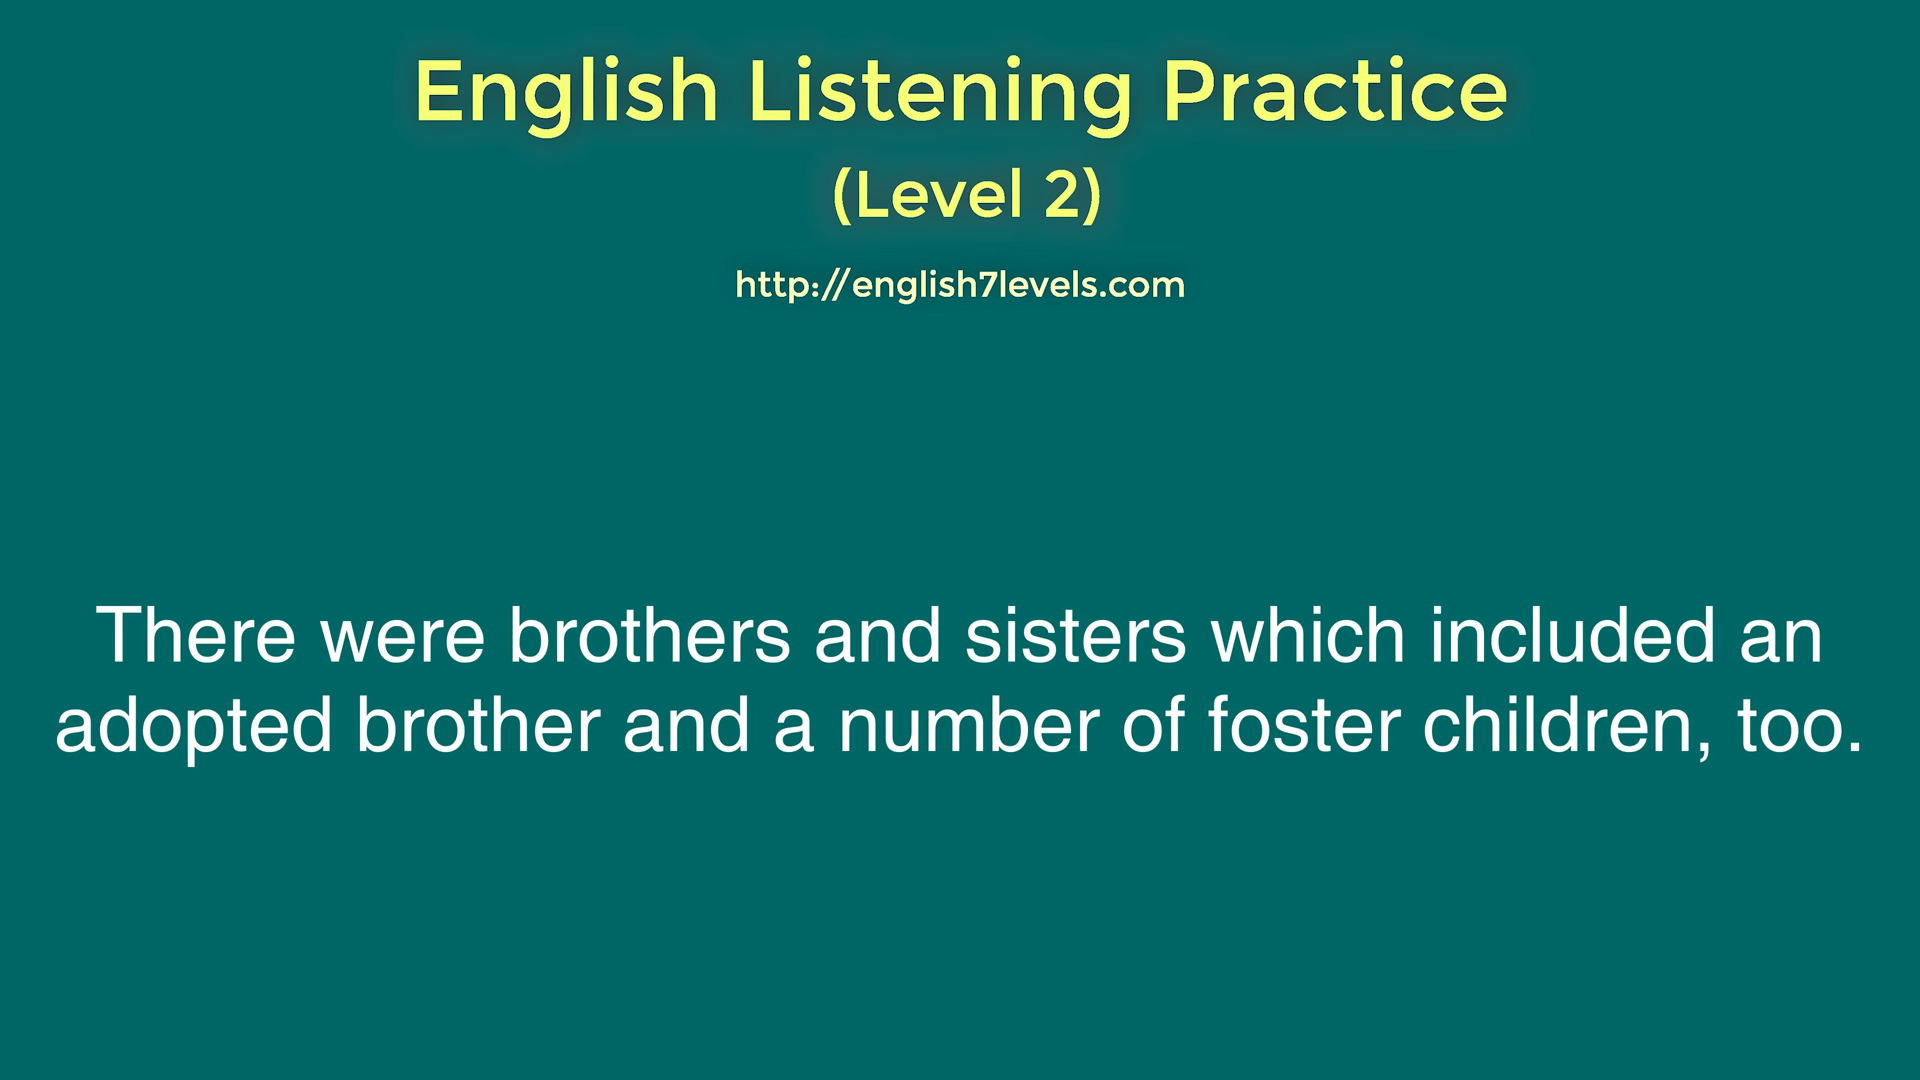 English Listening Practice
(Level 2)
http://english7levels.com
There were brothers and sisters which included an
adopted brother and a number of foster children, too.